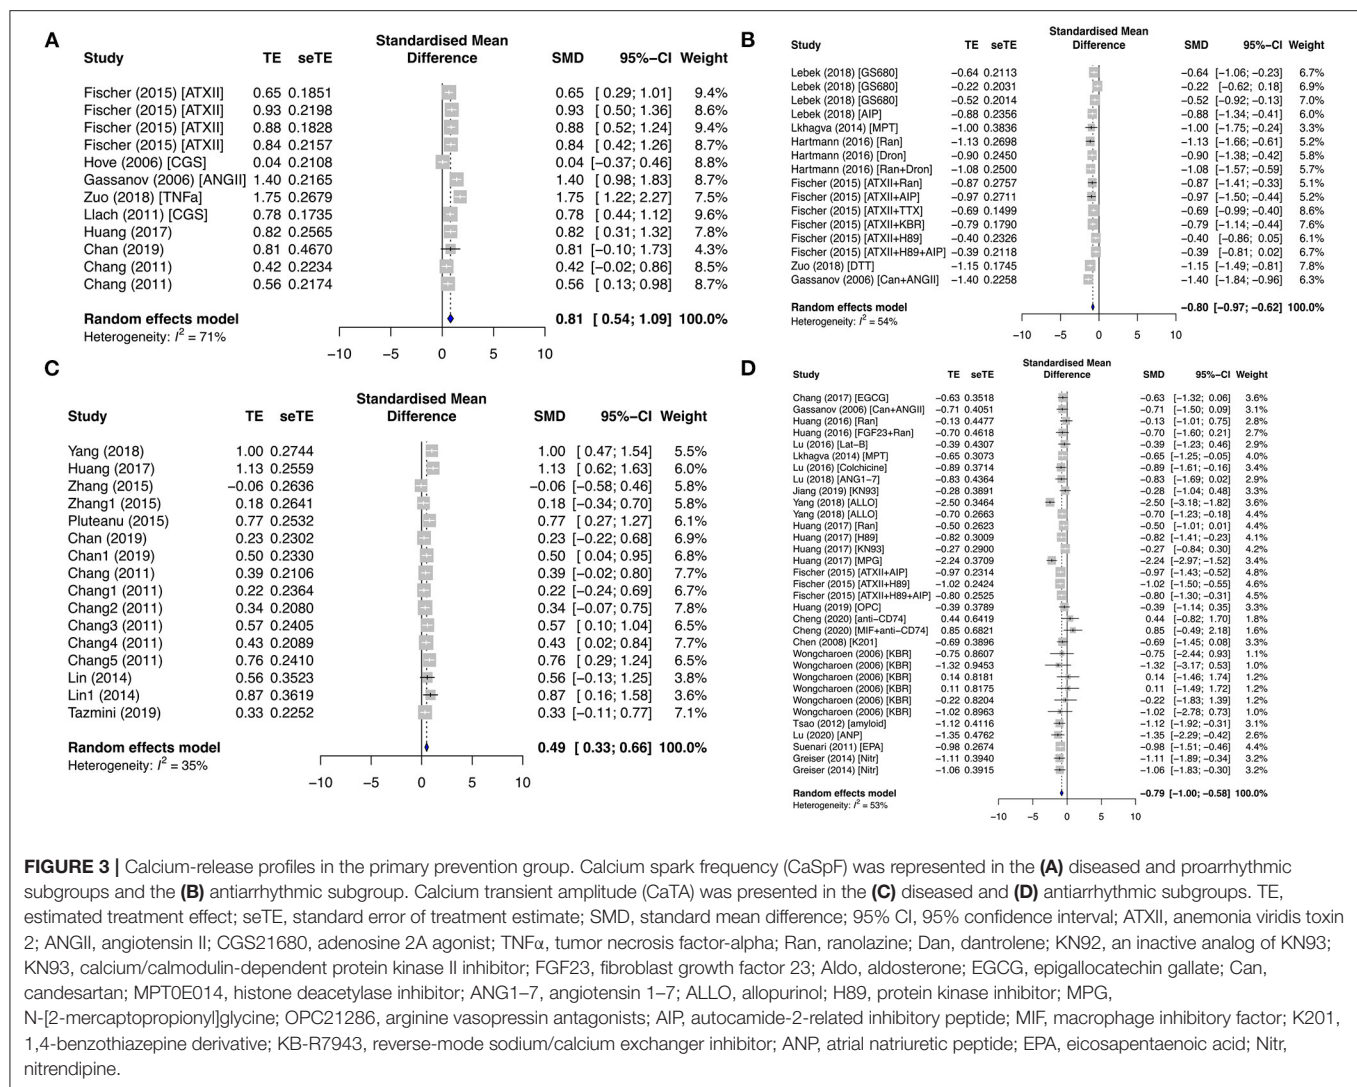 A
Standardised Mean
Study TE seTE Difference SMD 95%−CI Weight
Fischer (2015) [ATXII] 0.65 0.1851 0.65 [ 0.29; 1.01] 9.4%
Fischer (2015) [ATXII] 0.93 0.2198 0.93 [ 0.50; 1.36] 8.6%
Fischer (2015) [ATXII] 0.88 0.1828 0.88 [ 0.52; 1.24] 9.4%
Fischer (2015) [ATXII] 0.84 0.2157 0.84 [ 0.42; 1.26] 8.7%
Hove (2006) [CGS] 0.04 0.2108 0.04 [−0.37; 0.46] 8.8%
Gassanov (2006) [ANGII] 1.40 0.2165 1.40 [ 0.98; 1.83] 8.7%
Zuo (2018) [TNFa] 1.75 0.2679 1.75 [ 1.22; 2.27] 7.5%
Llach (2011) [CGS] 0.78 0.1735 0.78 [ 0.44; 1.12] 9.6%
Huang (2017) 0.82 0.2565 0.82 [ 0.31; 1.32] 7.8%
Chan (2019) 0.81 0.4670 0.81 [−0.10; 1.73] 4.3%
Chang (2011) 0.42 0.2234 0.42 [−0.02; 0.86] 8.5%
Chang (2011) 0.56 0.2174 0.56 [ 0.13; 0.98] 8.7%
Random effects model 0.81 [ 0.54; 1.09] 100.0%
Heterogeneity: I² = 71%
−10 −5 0 5 10
B
Standardised Mean
Study TE seTE Difference SMD 95%−CI Weight
Lebek (2018) [GS680] −0.64 0.2113 −0.64 [−1.06; −0.23] 6.7%
Lebek (2018) [GS680] −0.22 0.2031 −0.22 [−0.62; 0.18] 6.9%
Lebek (2018) [GS680] −0.52 0.2014 −0.52 [−0.92; −0.13] 7.0%
Lebek (2018) [AIP] −0.88 0.2356 −0.88 [−1.34; −0.41] 6.0%
Lkhagva (2014) [MPT] −1.00 0.3836 −1.00 [−1.75; −0.24] 3.3%
Hartmann (2016) [Ran] −1.13 0.2698 −1.13 [−1.66; −0.61] 5.2%
Hartmann (2016) [Dron] −0.90 0.2450 −0.90 [−1.38; −0.42] 5.8%
Hartmann (2016) [Ran+Dron] −1.08 0.2500 −1.08 [−1.57; −0.59] 5.7%
Fischer (2015) [ATXII+Ran] −0.87 0.2757 −0.87 [−1.41; −0.33] 5.1%
Fischer (2015) [ATXII+AIP] −0.97 0.2711 −0.97 [−1.50; −0.44] 5.2%
Fischer (2015) [ATXII+TTX] −0.69 0.1499 −0.69 [−0.99; −0.40] 8.6%
Fischer (2015) [ATXII+KBR] −0.79 0.1790 −0.79 [−1.14; −0.44] 7.6%
Fischer (2015) [ATXII+H89] −0.40 0.2326 −0.40 [−0.86; 0.05] 6.1%
Fischer (2015) [ATXII+H89+AIP] −0.39 0.2118 −0.39 [−0.81; 0.02] 6.7%
Zuo (2018) [DTT] −1.15 0.1745 −1.15 [−1.49; −0.81] 7.8%
Gassanov (2006) [Can+ANGII] −1.40 0.2258 −1.40 [−1.84; −0.96] 6.3%
Random effects model −0.80 [−0.97; −0.62] 100.0%
Heterogeneity: I² = 54%
−10 −5 0 5 10
C
Standardised Mean
Study TE seTE Difference SMD 95%−CI Weight
Yang (2018) 1.00 0.2744 1.00 [ 0.47; 1.54] 5.5%
Huang (2017) 1.13 0.2559 1.13 [ 0.62; 1.63] 6.0%
Zhang (2015) −0.06 0.2636 −0.06 [−0.58; 0.46] 5.8%
Zhang1 (2015) 0.18 0.2641 0.18 [−0.34; 0.70] 5.8%
Pluteanu (2015) 0.77 0.2532 0.77 [ 0.27; 1.27] 6.1%
Chan (2019) 0.23 0.2302 0.23 [−0.22; 0.68] 6.9%
Chan1 (2019) 0.50 0.2330 0.50 [ 0.04; 0.95] 6.8%
Chang (2011) 0.39 0.2106 0.39 [−0.02; 0.80] 7.7%
Chang1 (2011) 0.22 0.2364 0.22 [−0.24; 0.69] 6.7%
Chang2 (2011) 0.34 0.2080 0.34 [−0.07; 0.75] 7.8%
Chang3 (2011) 0.57 0.2405 0.57 [ 0.10; 1.04] 6.5%
Chang4 (2011) 0.43 0.2089 0.43 [ 0.02; 0.84] 7.7%
Chang5 (2011) 0.76 0.2410 0.76 [ 0.29; 1.24] 6.5%
Lin (2014) 0.56 0.3523 0.56 [−0.13; 1.25] 3.8%
Lin1 (2014) 0.87 0.3619 0.87 [ 0.16; 1.58] 3.6%
Tazmini (2019) 0.33 0.2252 0.33 [−0.11; 0.77] 7.1%
Random effects model 0.49 [ 0.33; 0.66] 100.0%
Heterogeneity: I² = 35%
−10 −5 0 5 10
D
Standardised Mean
Study TE seTE Difference SMD 95%−CI Weight
Chang (2017) [EGCG] −0.63 0.3518 −0.63 [−1.32; 0.06] 3.6%
Gassanov (2006) [Can+ANGII] −0.71 0.4051 −0.71 [−1.50; 0.09] 3.1%
Huang (2016) [Ran] −0.13 0.4477 −0.13 [−1.01; 0.75] 2.8%
Huang (2016) [FGF23+Ran] −0.70 0.4618 −0.70 [−1.60; 0.21] 2.7%
Lu (2016) [Lat−B] −0.39 0.4307 −0.39 [−1.23; 0.46] 2.9%
Lkhagva (2014) [MPT] −0.65 0.3073 −0.65 [−1.25; −0.05] 4.0%
Lu (2016) [Colchicine] −0.89 0.3714 −0.89 [−1.61; −0.16] 3.4%
Lu (2018) [ANG1−7] −0.83 0.4364 −0.83 [−1.69; 0.02] 2.9%
Jiang (2019) [KN93] −0.28 0.3891 −0.28 [−1.04; 0.48] 3.2%
Yang (2018) [ALLO] −2.50 0.3464 −2.50 [−3.18; −1.82] 3.6%
Yang (2018) [ALLO] −0.70 0.2663 −0.70 [−1.23; −0.18] 4.4%
Huang (2017) [Ran] −0.50 0.2623 −0.50 [−1.01; 0.01] 4.4%
Huang (2017) [H89] −0.82 0.3009 −0.82 [−1.41; −0.23] 4.1%
Huang (2017) [KN93] −0.27 0.2900 −0.27 [−0.84; 0.30] 4.2%
Huang (2017) [MPG] −2.24 0.3709 −2.24 [−2.97; −1.52] 3.4%
Fischer (2015) [ATXII+AIP] −0.97 0.2314 −0.97 [−1.43; −0.52] 4.8%
Fischer (2015) [ATXII+H89] −1.02 0.2424 −1.02 [−1.50; −0.55] 4.6%
Fischer (2015) [ATXII+H89+AIP] −0.80 0.2525 −0.80 [−1.30; −0.31] 4.5%
Huang (2019) [OPC] −0.39 0.3789 −0.39 [−1.14; 0.35] 3.3%
Cheng (2020) [anti−CD74] 0.44 0.6419 0.44 [−0.82; 1.70] 1.8%
Cheng (2020) [MIF+anti−CD74] 0.85 0.6821 0.85 [−0.49; 2.18] 1.6%
Chen (2008) [K201] −0.69 0.3896 −0.69 [−1.45; 0.08] 3.3%
Wongcharoen (2006) [KBR] −0.75 0.8607 −0.75 [−2.44; 0.93] 1.1%
Wongcharoen (2006) [KBR] −1.32 0.9453 −1.32 [−3.17; 0.53] 1.0%
Wongcharoen (2006) [KBR] 0.14 0.8181 0.14 [−1.46; 1.74] 1.2%
Wongcharoen (2006) [KBR] 0.11 0.8175 0.11 [−1.49; 1.72] 1.2%
Wongcharoen (2006) [KBR] −0.22 0.8204 −0.22 [−1.83; 1.39] 1.2%
Wongcharoen (2006) [KBR] −1.02 0.8963 −1.02 [−2.78; 0.73] 1.0%
Tsao (2012) [amyloid] −1.12 0.4116 −1.12 [−1.92; −0.31] 3.1%
Lu (2020) [ANP] −1.35 0.4762 −1.35 [−2.29; −0.42] 2.6%
Suenari (2011) [EPA] −0.98 0.2674 −0.98 [−1.51; −0.46] 4.4%
Greiser (2014) [Nitr] −1.11 0.3940 −1.11 [−1.89; −0.34] 3.2%
Greiser (2014) [Nitr] −1.06 0.3915 −1.06 [−1.83; −0.30] 3.2%
Random effects model −0.79 [−1.00; −0.58] 100.0%
Heterogeneity: I² = 53%
−10 −5 0 5 10
FIGURE 3 | Calcium-release profiles in the primary prevention group. Calcium spark frequency (CaSpF) was represented in the (A) diseased and proarrhythmic
subgroups and the (B) antiarrhythmic subgroup. Calcium transient amplitude (CaTA) was presented in the (C) diseased and (D) antiarrhythmic subgroups. TE,
estimated treatment effect; seTE, standard error of treatment estimate; SMD, standard mean difference; 95% CI, 95% confidence interval; ATXII, anemonia viridis toxin
2; ANGII, angiotensin II; CGS21680, adenosine 2A agonist; TNFα, tumor necrosis factor-alpha; Ran, ranolazine; Dan, dantrolene; KN92, an inactive analog of KN93;
KN93, calcium/calmodulin-dependent protein kinase II inhibitor; FGF23, fibroblast growth factor 23; Aldo, aldosterone; EGCG, epigallocatechin gallate; Can,
candesartan; MPT0E014, histone deacetylase inhibitor; ANG1–7, angiotensin 1–7; ALLO, allopurinol; H89, protein kinase inhibitor; MPG,
N-[2-mercaptopropionyl]glycine; OPC21286, arginine vasopressin antagonists; AIP, autocamide-2-related inhibitory peptide; MIF, macrophage inhibitory factor; K201,
1,4-benzothiazepine derivative; KB-R7943, reverse-mode sodium/calcium exchanger inhibitor; ANP, atrial natriuretic peptide; EPA, eicosapentaenoic acid; Nitr,
nitrendipine.